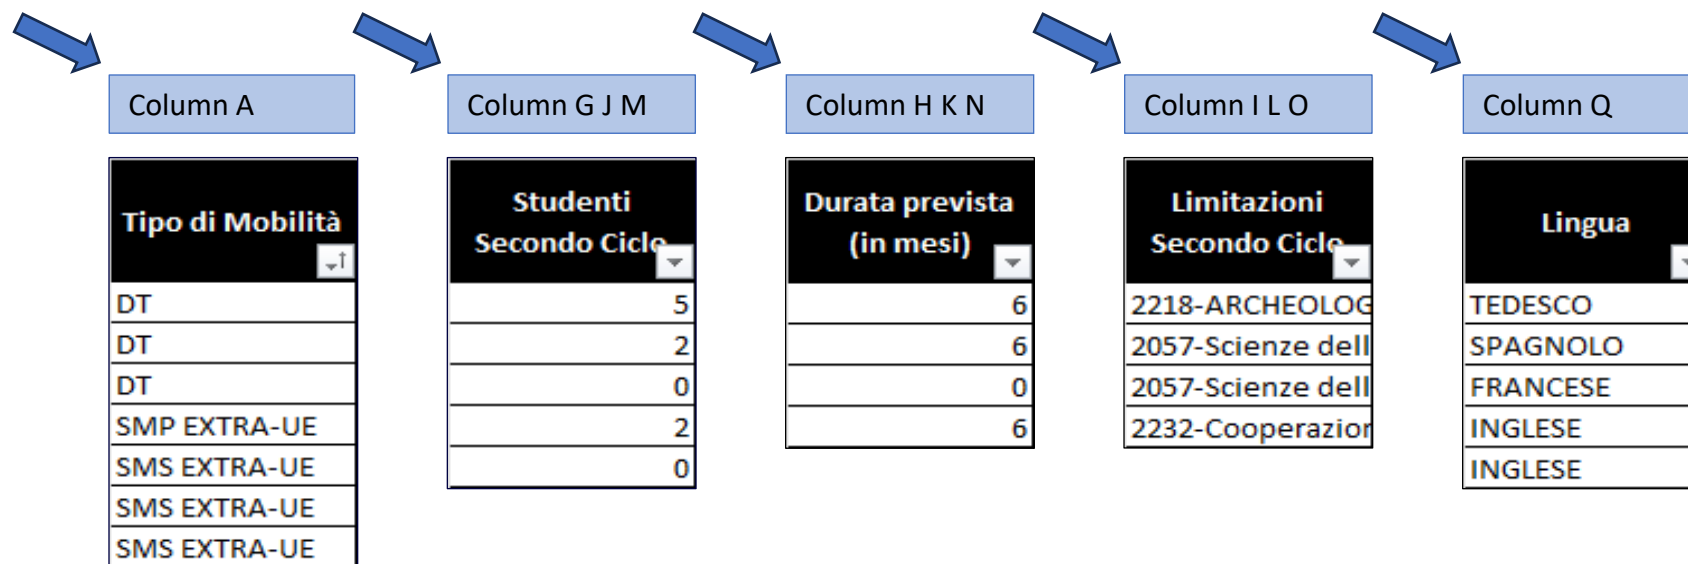 Column A
Column G J M
Column H K N
Column I L O
Column Q
Tipo di Mobilità
DT
DT
DT
SMP EXTRA-UE
SMS EXTRA-UE
SMS EXTRA-UE
SMS EXTRA-UE
Studenti
Secondo Ciclo
5
2
0
2
0
Durata prevista
(in mesi)
6
6
0
6
Limitazioni
Secondo Ciclo
2218-ARCHEOLOG
2057-Scienze dell
2057-Scienze dell
2232-Cooperazior
Lingua
TEDESCO
SPAGNOLO
FRANCESE
INGLESE
INGLESE